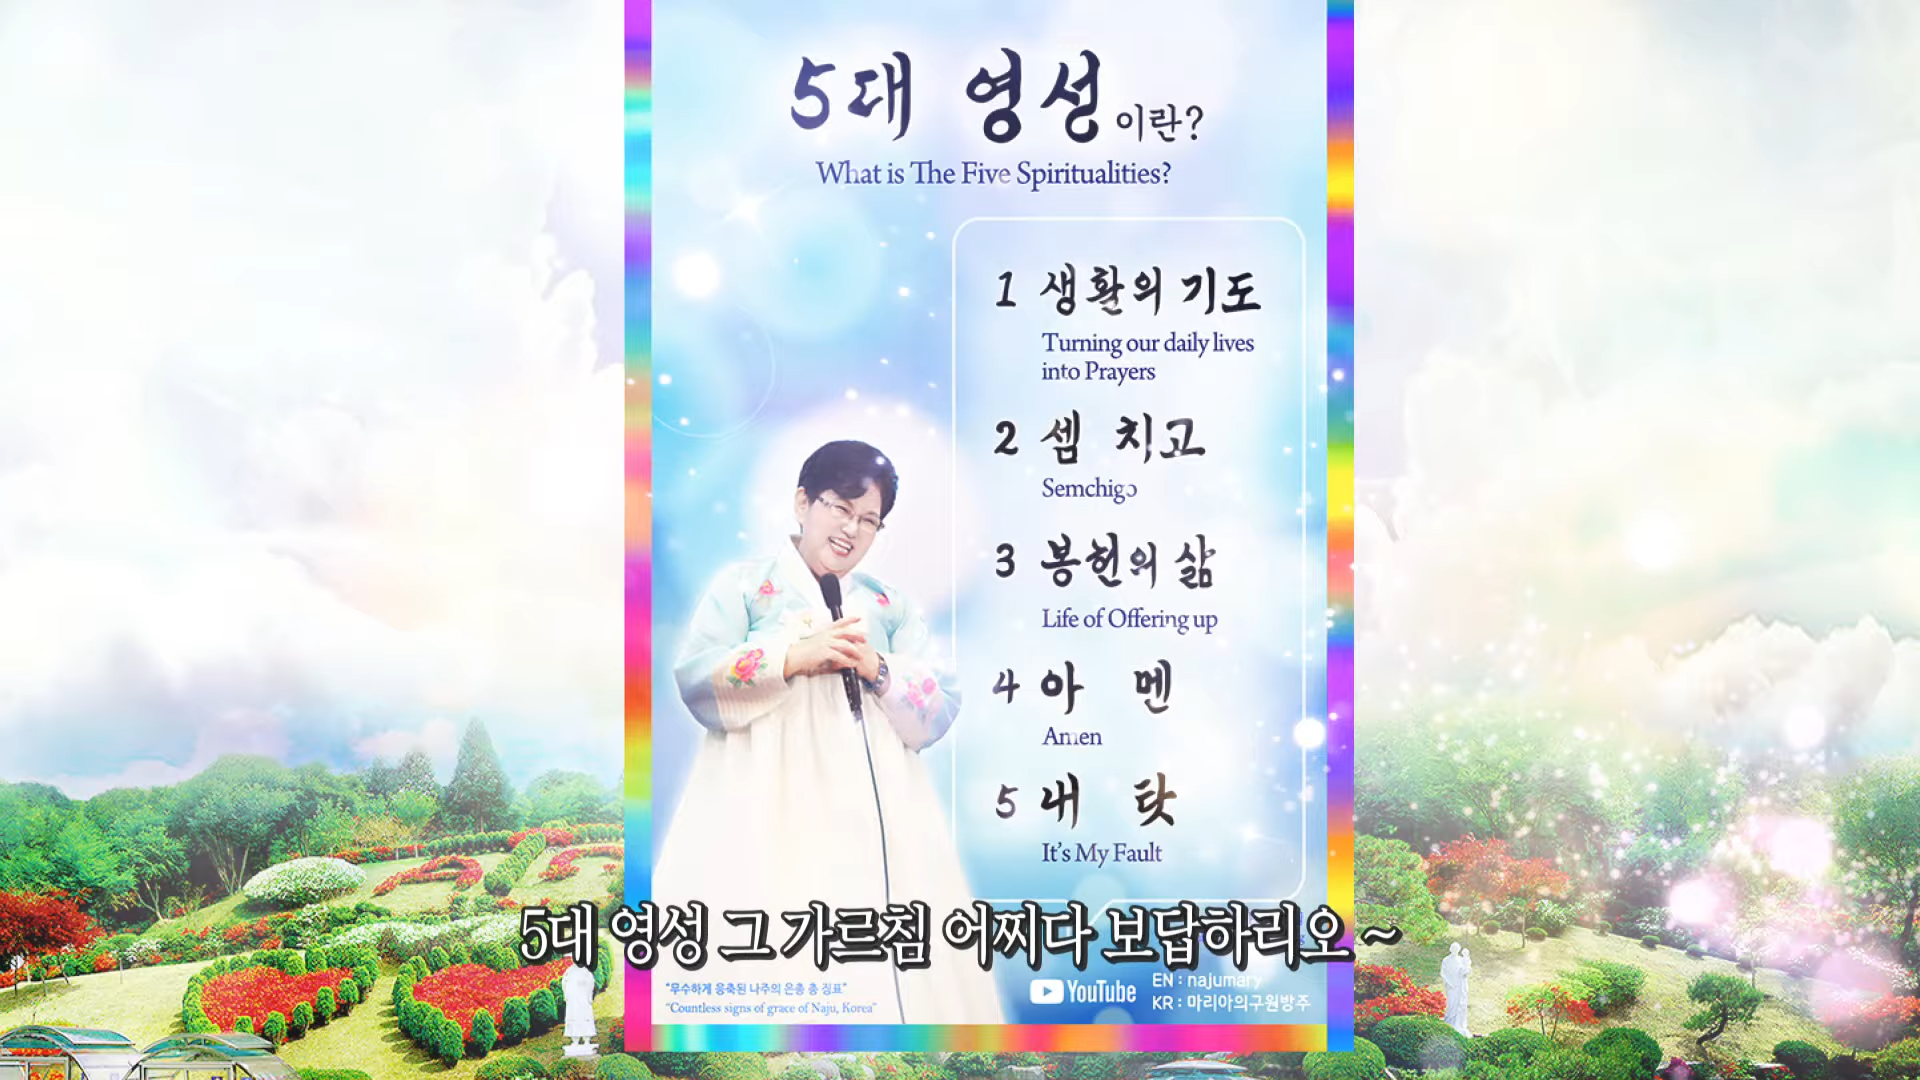 5대 영성이란?
What is The Five Spiritualities?
1 생활의 기도
Turning our daily lives
into Prayers
2 셈 치고
Semchigo
3 봉헌의 삶
Life of Offering up
4 아 멘
Amen
5 내 탓
It's My Fault
5대 영성 그 가르침 어찌다 보답하리오 ~
"무수하게 응축된 나주의 은총 총 징표"
"Countless signs of grace of Naju, Korea"
YouTube
EN : najumary
KR : 마리아의구원방주